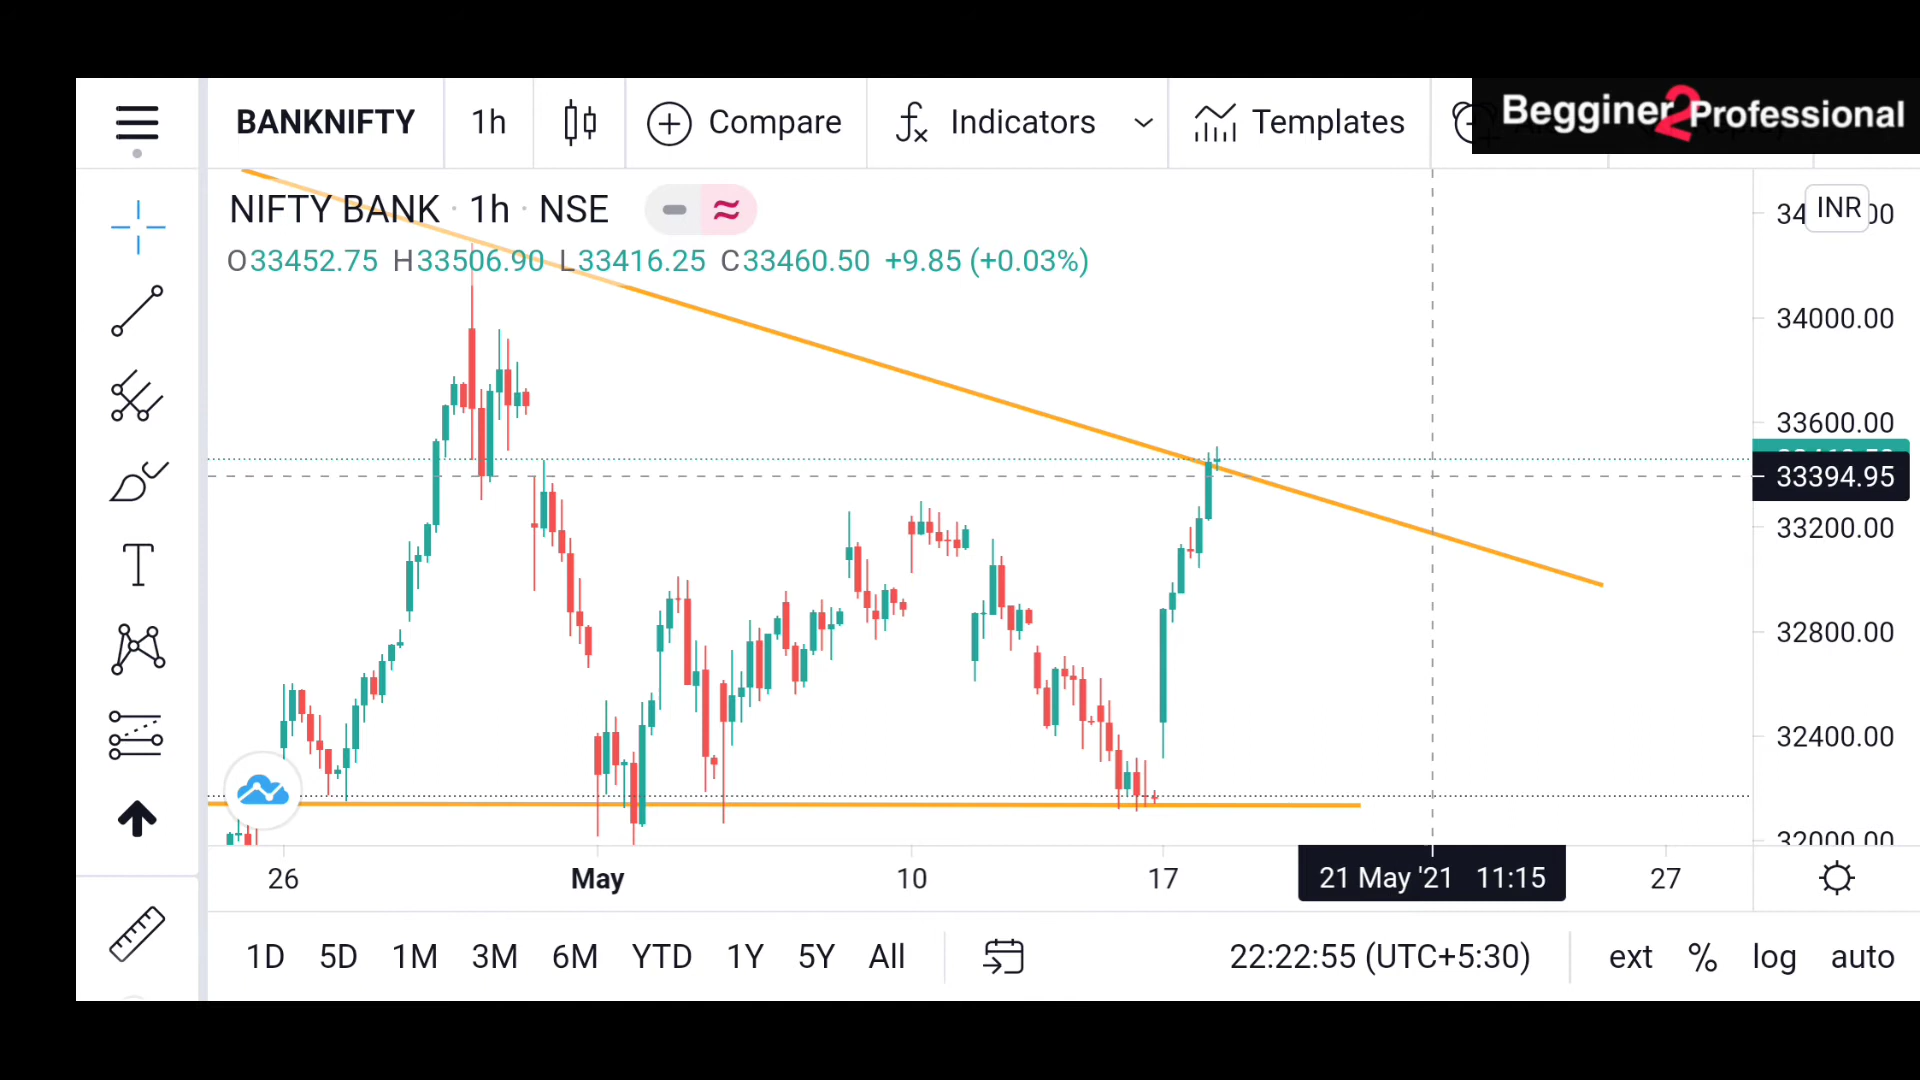 BANKNIFTY 1h Compare Indicators Templates
Begginer2Professional
NIFTY BANK · 1h · NSE
O33452.75 H33506.90 L33416.25 C33460.50 +9.85 (+0.03%)
INR
34000.00
33600.00
33394.95
33200.00
32800.00
32400.00
32000.00
26 May 10 17 21 May '21 11:15 27
1D 5D 1M 3M 6M YTD 1Y 5Y All 22:22:55 (UTC+5:30) ext % log auto